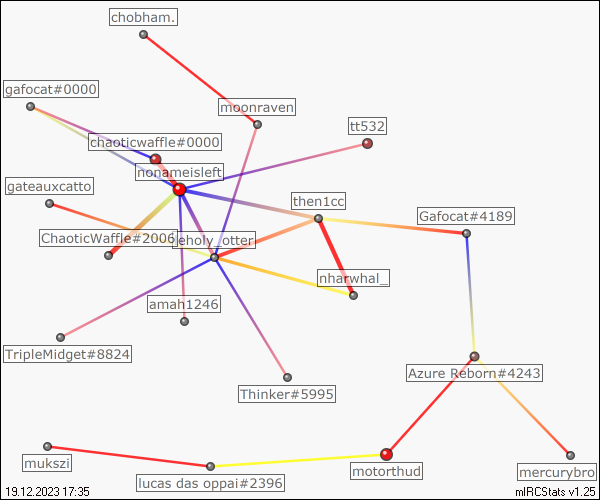 chobham.
gafocat#0000
moonraven
tt532
chaoticwaffle#0000
nonameisleft
gateauxcatto
then1cc
Gafocat#4189
ChaoticWaffle#2006
leholy_otter
nharwhal_
amah1246
TripleMidget#8824
Azure Reborn#4243
Thinker#5995
mukszi
motorthud
mercurybro
lucas das oppai#2396
19.12.2023 17:35
mIRCStats v1.25